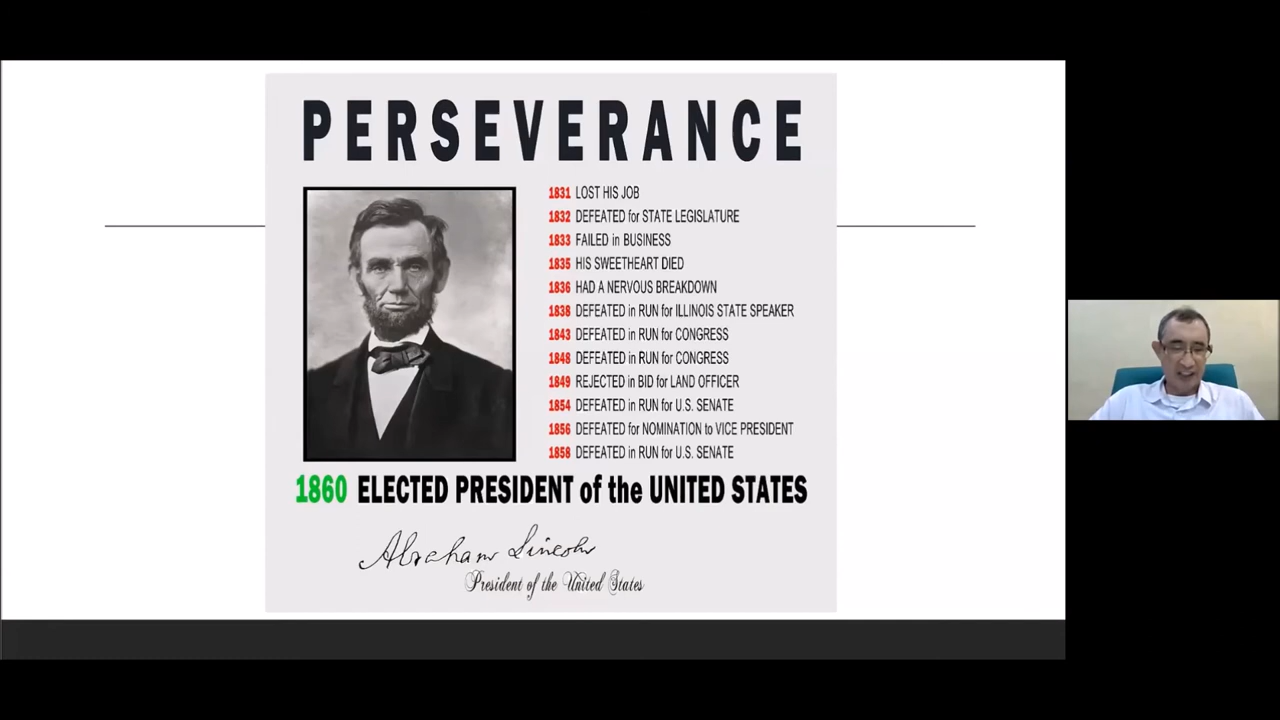 PERSEVERANCE
1831 LOST HIS JOB
1832 DEFEATED for STATE LEGISLATURE
1833 FAILED in BUSINESS
1835 HIS SWEETHEART DIED
1836 HAD A NERVOUS BREAKDOWN
1838 DEFEATED in RUN for ILLINOIS STATE SPEAKER
1843 DEFEATED in RUN for CONGRESS
1848 DEFEATED in RUN for CONGRESS
1849 REJECTED in BID for LAND OFFICER
1854 DEFEATED in RUN for U.S. SENATE
1856 DEFEATED for NOMINATION to VICE PRESIDENT
1858 DEFEATED in RUN for U.S. SENATE
1860 ELECTED PRESIDENT of the UNITED STATES
Abraham Lincoln
President of the United States